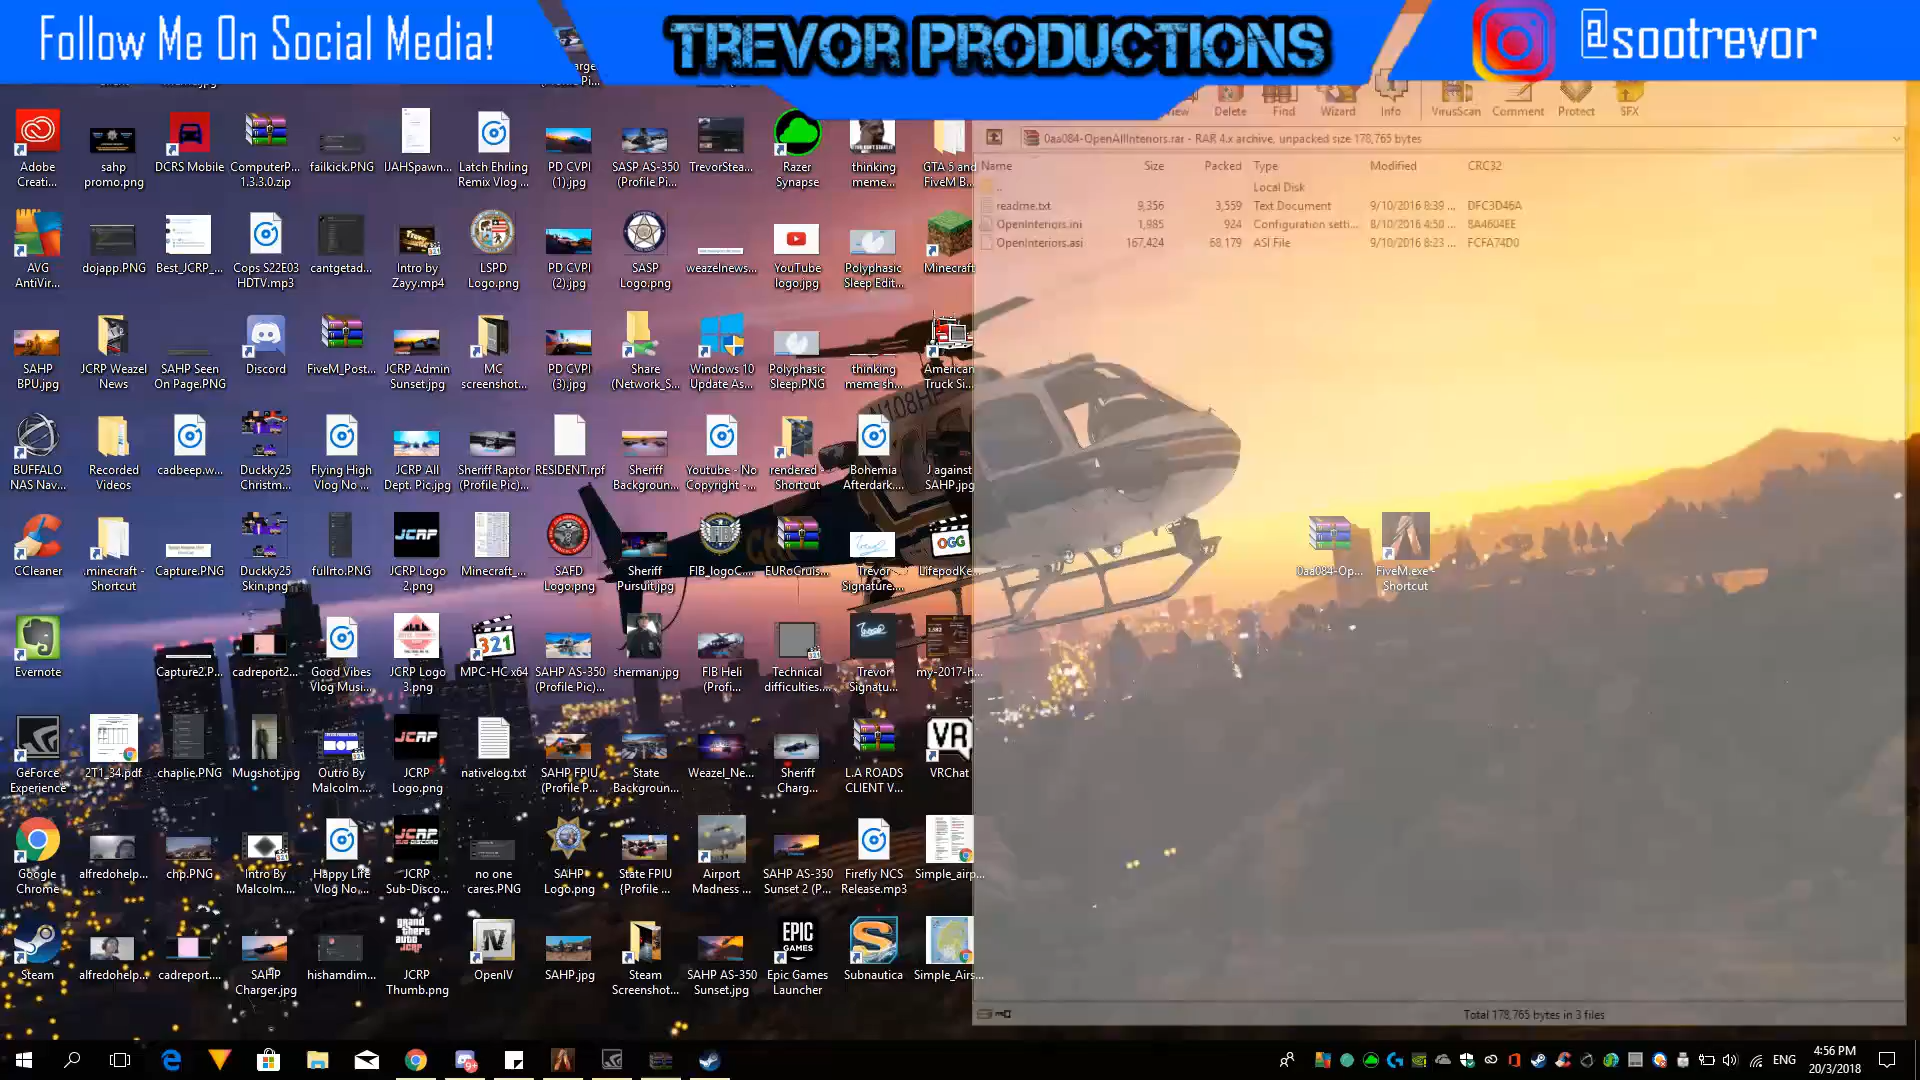 Follow Me On Social Media!
TREVOR PRODUCTIONS
@sootrevor
Delete
Find
Wizard
Info
VirusScan
Comment
Protect
SFX
0aa084-OpenAllInteriors.rar - RAR 4.x archive, unpacked size 178,765 bytes
Name Size Packed Type Modified CRC32
.. Local Disk
readme.txt 9,356 3,559 Text Document 9/10/2016 8:39 ... DFC3D46A
OpenInteriors.ini 1,985 924 Configuration setti... 8/10/2016 4:50 ... 8A4604EE
OpenInteriors.asi 167,424 68,179 ASI File 9/10/2016 8:23 ... FCFA74D0
Adobe Creati...
sahp promo.png
DCRS Mobile
ComputerP... 1.3.3.0.zip
failkick.PNG
IJAHSpawn...
Latch Ehrling Remix Vlog ...
PD CVPI (1).jpg
SASP AS-350 (Profile Pi...
TrevorStea...
Razer Synapse
thinking meme...
GTA 5 and FiveM B...
AVG AntiVir...
dojapp.PNG
Best_JCRP_...
Cops S22E03 HDTV.mp3
cantgetad...
Intro by Zayy.mp4
LSPD Logo.png
PD CVPI (2).jpg
SASP Logo.png
weazelnews...
YouTube logo.jpg
Polyphasic Sleep Edit...
Minecraft
SAHP BPU.jpg
JCRP Weazel News
SAHP Seen On Page.PNG
Discord
FiveM_Post...
JCRP Admin Sunset.jpg
MC screenshot...
PD CVPI (3).jpg
Share (Network_S...
Windows 10 Update As...
Polyphasic Sleep.PNG
thinking meme sh...
American Truck Si...
N108H
BUFFALO NAS Nav...
Recorded Videos
cadbeep.w...
Duckky25 Christm...
Flying High Vlog No ...
JCRP All Dept. Pic.jpg
Sheriff Raptor (Profile Pic)...
RESIDENT.rpf
Sheriff Backgroun...
Youtube - No Copyright -...
rendered - Shortcut
Bohemia Afterdark....
J against SAHP.jpg
CCleaner
.minecraft - Shortcut
Capture.PNG
Duckky25 Skin.png
fullrto.PNG
JCRP Logo 2.png
Minecraft_...
SAFD Logo.png
Sheriff Pursuit.jpg
FIB_logoC...
EURoCruis...
Trevor Signature....
LifepodKe...
0aa084-Op...
FiveM.exe - Shortcut
Evernote
Capture2.P...
cadreport2...
Good Vibes Vlog Musi...
JCRP Logo 3.png
MPC-HC x64
SAHP AS-350 (Profile Pic)...
sherman.jpg
FIB Heli (Profi...
Technical difficulties....
Trevor Signatu...
my-2017-h...
GeForce Experience
2T1_34.pdf
chaplie.PNG
Mugshot.jpg
Outro By Malcolm....
JCRP Logo.png
nativelog.txt
SAHP FPIU (Profile P...
State Backgroun...
Weazel_Ne...
Sheriff Charg...
L.A ROADS CLIENT V...
VRChat
Google Chrome
alfredohelp...
chp.PNG
Intro By Malcolm....
Happy Life Vlog No...
JCRP Sub-Disco...
no one cares.PNG
SAHP Logo.png
State FPIU (Profile ...
Airport Madness ...
SAHP AS-350 Sunset 2 (P...
Firefly NCS Release.mp3
Simple_airp...
Steam
alfredohelp...
cadreport....
SAHP Charger.jpg
hishamdim...
JCRP Thumb.png
OpenIV
SAHP.jpg
Steam Screenshot...
SAHP AS-350 Sunset.jpg
Epic Games Launcher
Subnautica
Simple_Airs...
Total 178,765 bytes in 3 files
ENG
4:56 PM
20/3/2018